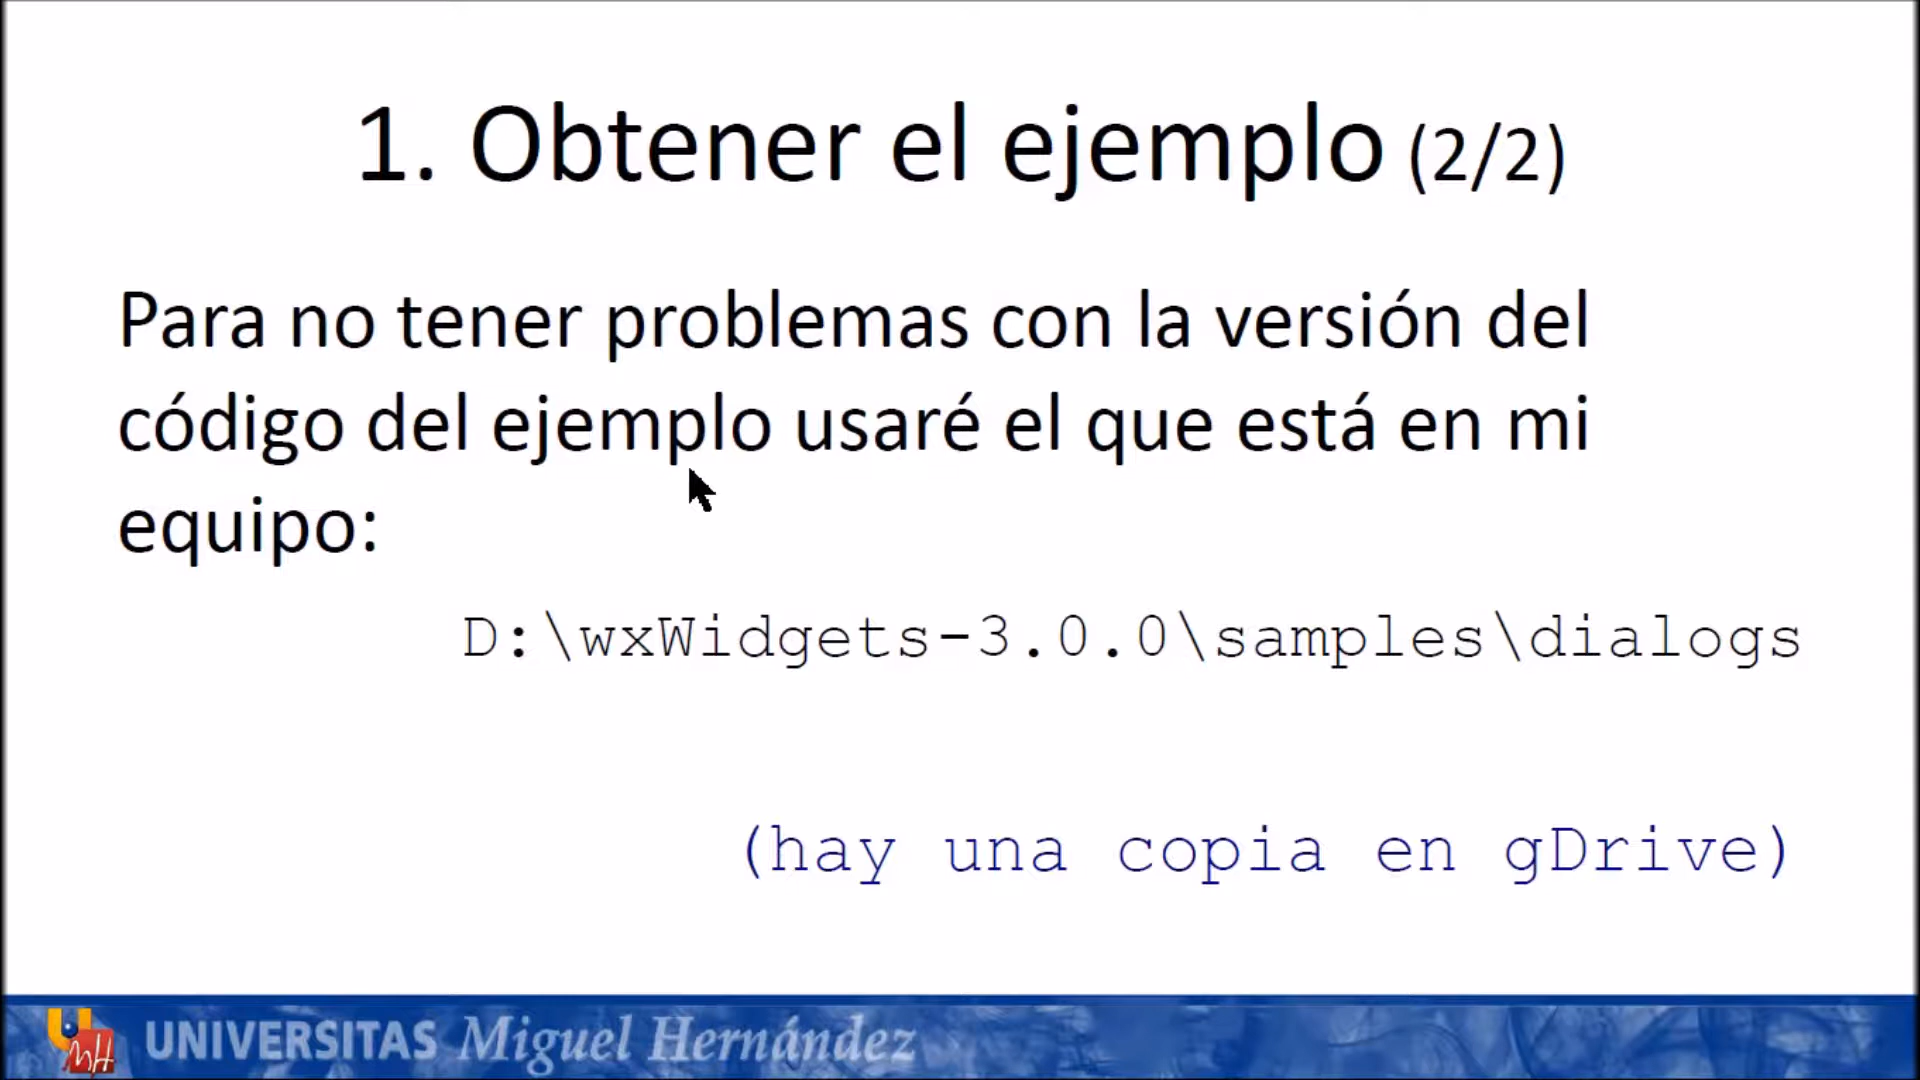 1. Obtener el ejemplo (2/2)
Para no tener problemas con la versión del
código del ejemplo usaré el que está en mi
equipo:
D:\wxWidgets-3.0.0\samples\dialogs
(hay una copia en gDrive)
UNIVERSITAS Miguel Hernández